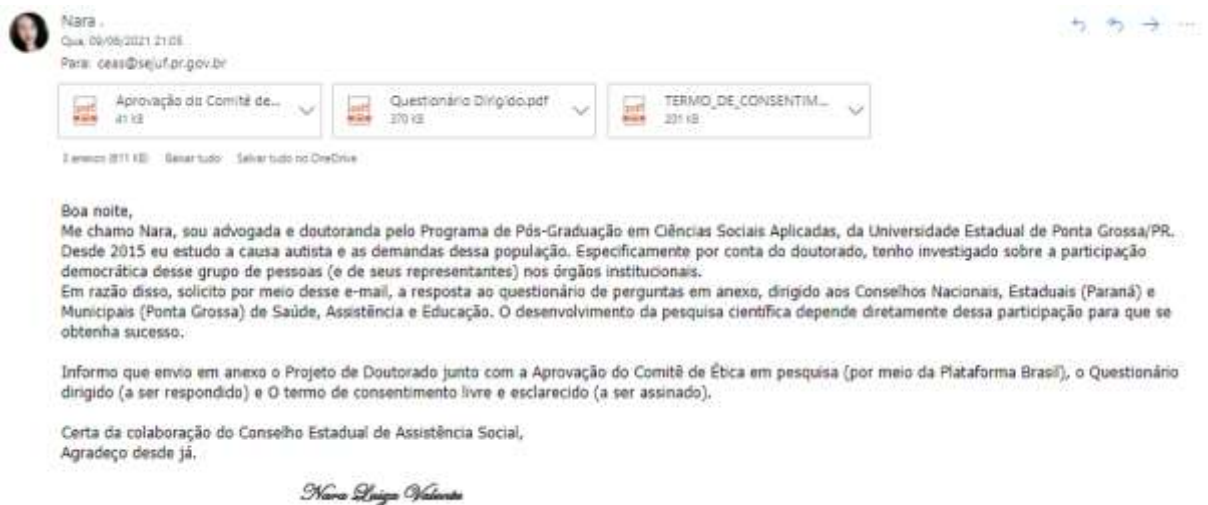 Nara .
Qua, 09/06/2021 21:05
Para: ceas@sejuf.pr.gov.br
Aprovação do Comitê de...
41 KB
Questionário Dirigido.pdf
370 KB
TERMO_DE_CONSENTIM...
201 KB
3 anexos (611 KB) Baixar tudo Salvar tudo no OneDrive
Boa noite,
Me chamo Nara, sou advogada e doutoranda pelo Programa de Pós-Graduação em Ciências Sociais Aplicadas, da Universidade Estadual de Ponta Grossa/PR.
Desde 2015 eu estudo a causa autista e as demandas dessa população. Especificamente por conta do doutorado, tenho investigado sobre a participação
democrática desse grupo de pessoas (e de seus representantes) nos órgãos institucionais.
Em razão disso, solicito por meio desse e-mail, a resposta ao questionário de perguntas em anexo, dirigido aos Conselhos Nacionais, Estaduais (Paraná) e
Municipais (Ponta Grossa) de Saúde, Assistência e Educação. O desenvolvimento da pesquisa científica depende diretamente dessa participação para que se
obtenha sucesso.
Informo que envio em anexo o Projeto de Doutorado junto com a Aprovação do Comitê de Ética em pesquisa (por meio da Plataforma Brasil), o Questionário
dirigido (a ser respondido) e O termo de consentimento livre e esclarecido (a ser assinado).
Certa da colaboração do Conselho Estadual de Assistência Social,
Agradeço desde já.
Nara Luiza Valente